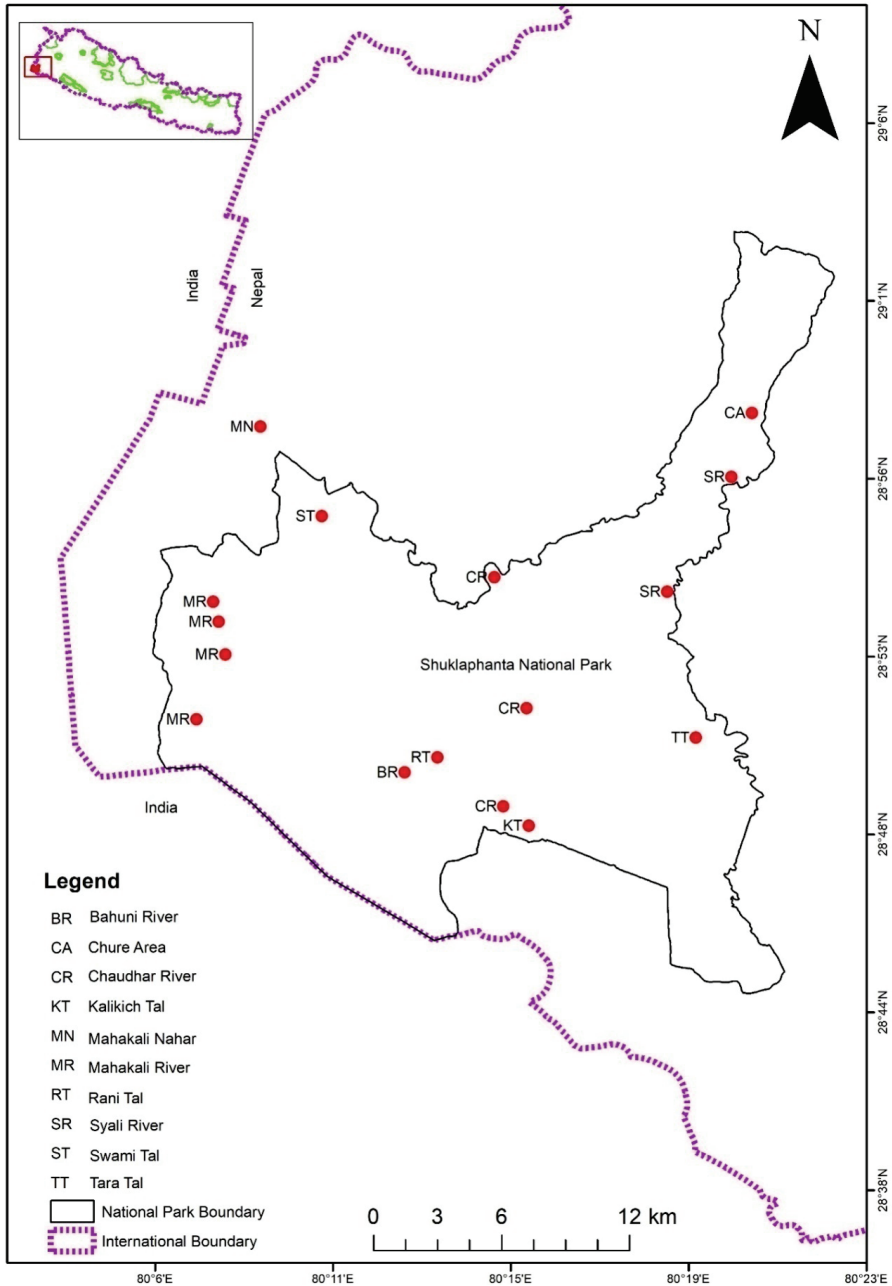 N
29°6'N
India
Nepal
29°1'N
MN
CA
28°56'N
SR
ST
CR
SR
MR
MR
MR
28°53'N
Shuklaphanta National Park
CR
MR
TT
RT
BR
India
CR
KT
28°48'N
Legend
BR Bahuni River
CA Chure Area
CR Chaudhar River
KT Kalikich Tal
28°44'N
MN Mahakali Nahar
MR Mahakali River
RT Rani Tal
SR Syali River
ST Swami Tal
TT Tara Tal
28°38'N
National Park Boundary
International Boundary
0 3 6 12 km
80°6'E 80°11'E 80°15'E 80°19'E 80°23'E